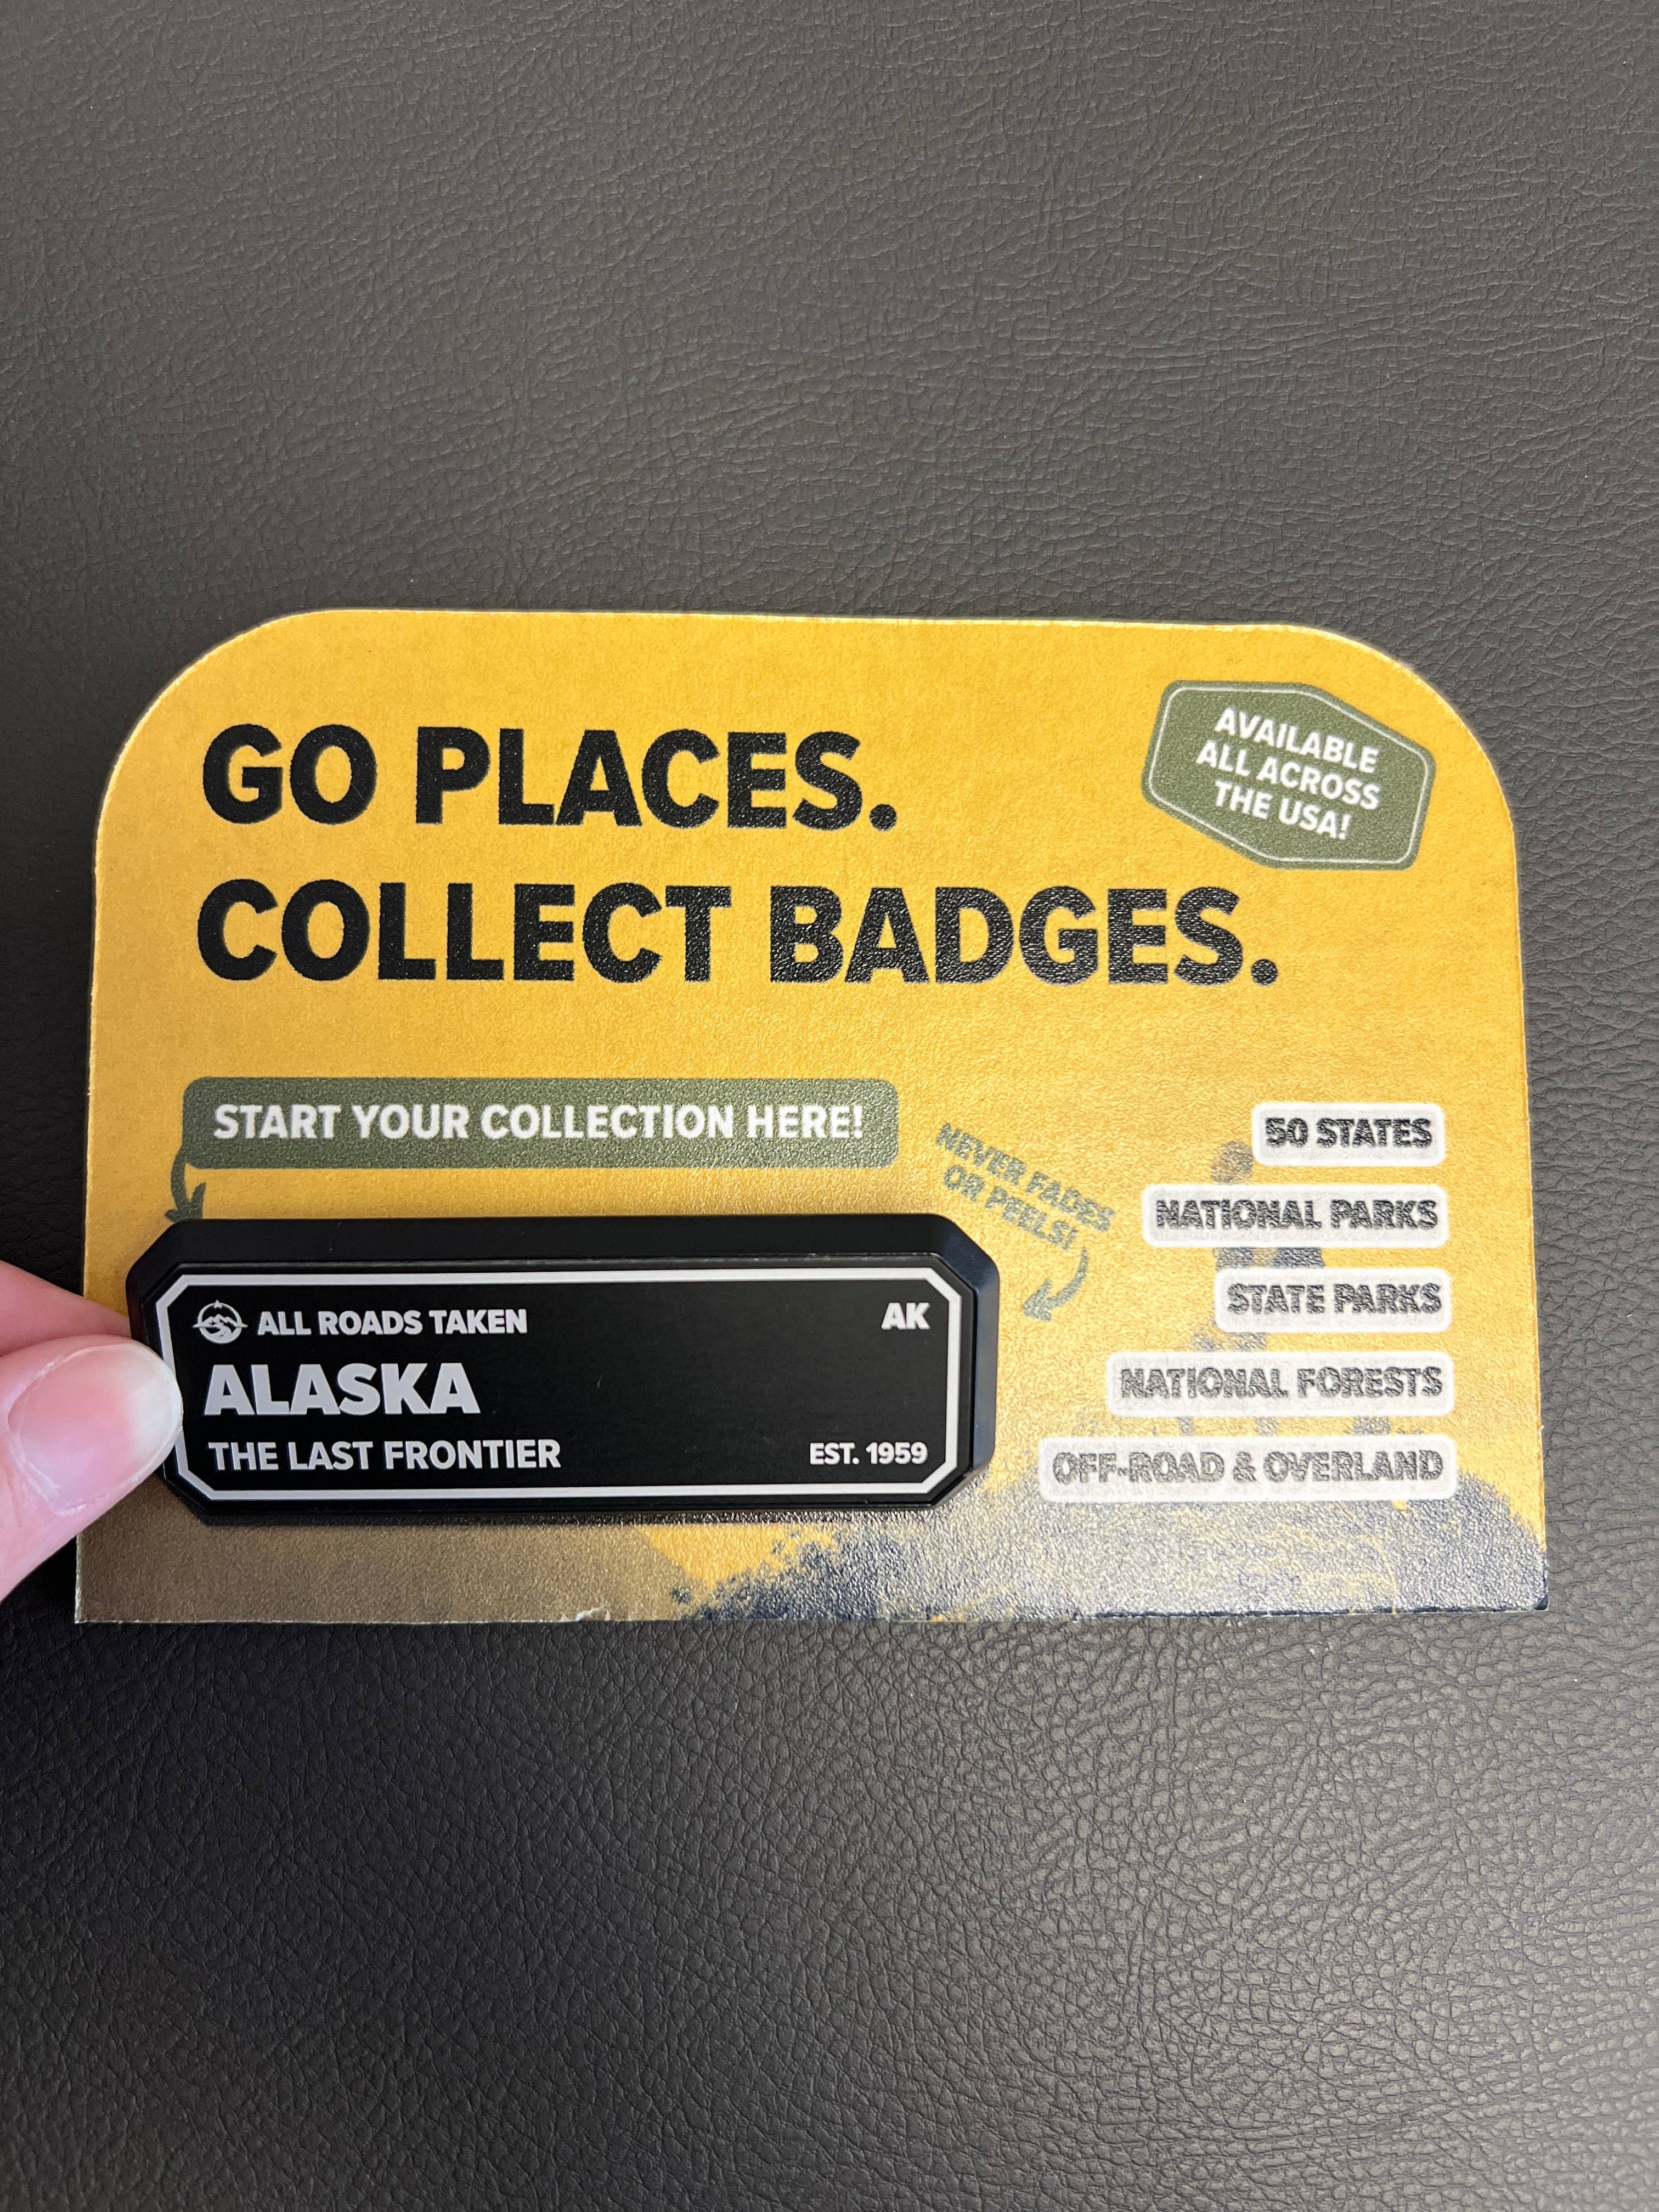 GO PLACES.
COLLECT BADGES.
AVAILABLE
ALL ACROSS
THE USA!
START YOUR COLLECTION HERE!
NEVER FADES
OR PEELS!
ALL ROADS TAKEN
AK
ALASKA
THE LAST FRONTIER
EST. 1959
50 STATES
NATIONAL PARKS
STATE PARKS
NATIONAL FORESTS
OFF-ROAD & OVERLAND